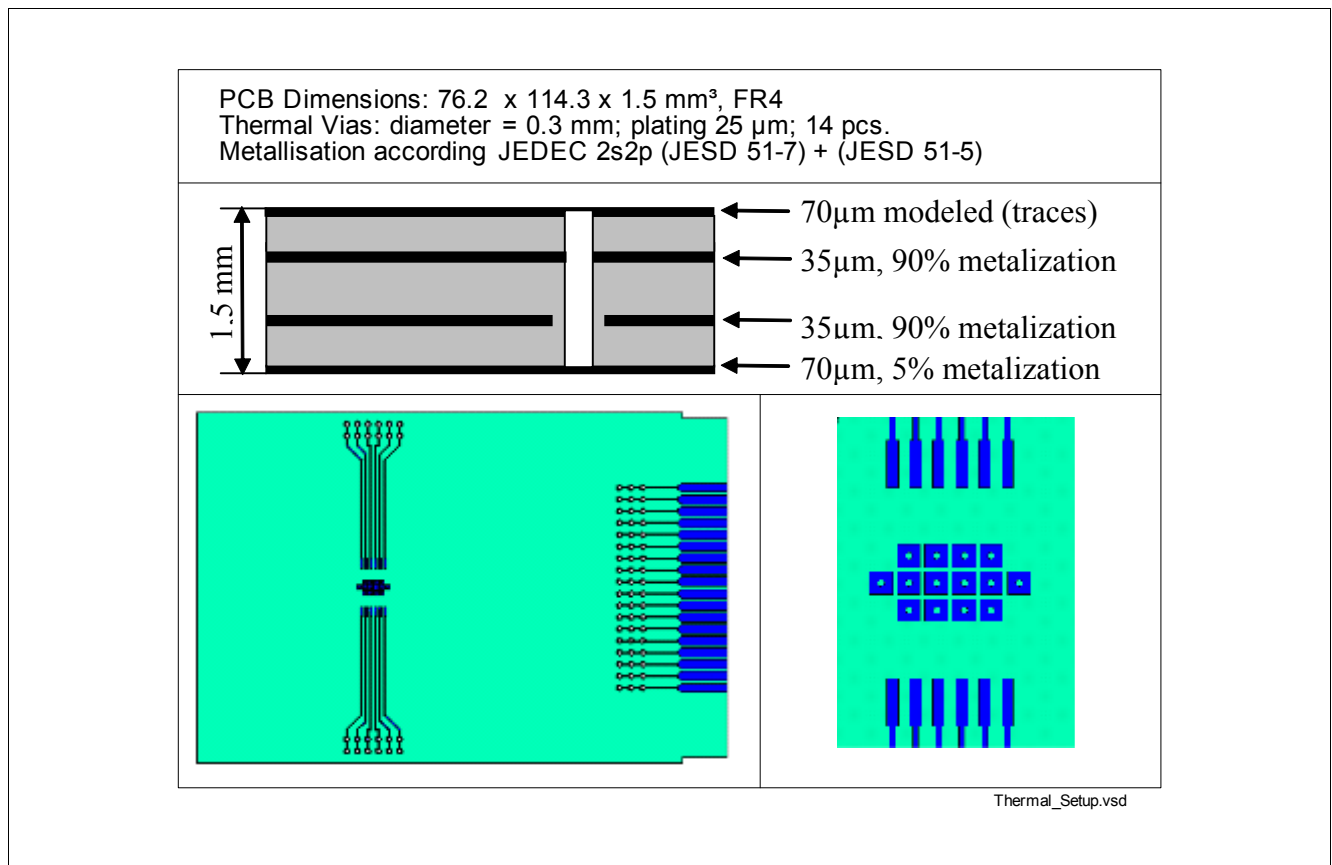 PCB Dimensions: 76.2 x 114.3 x 1.5 mm³, FR4
Thermal Vias: diameter = 0.3 mm; plating 25 µm; 14 pcs.
Metallisation according JEDEC 2s2p (JESD 51-7) + (JESD 51-5)
1.5 mm
70µm modeled (traces)
35µm, 90% metalization
35µm, 90% metalization
70µm, 5% metalization
Thermal_Setup.vsd